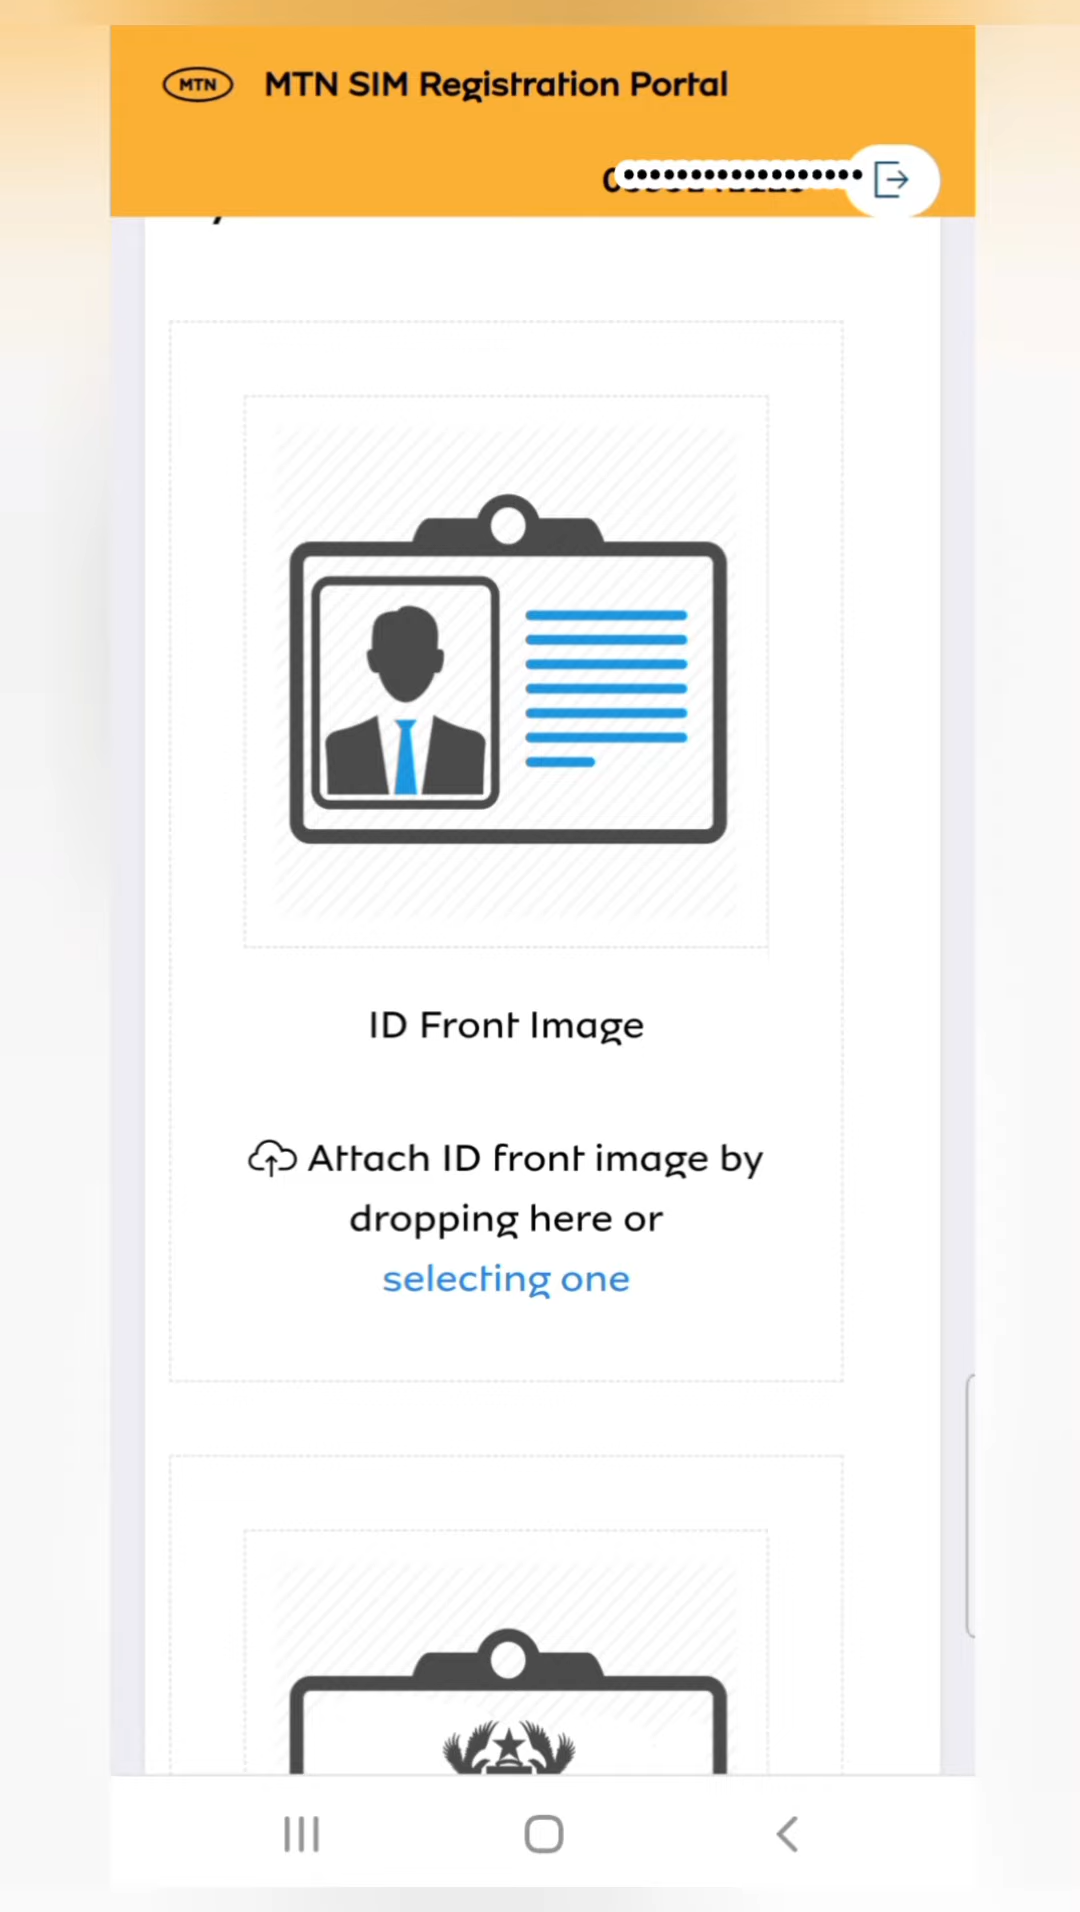 MTN
MTN SIM Registration Portal
ID Front Image
Attach ID front image by
dropping here or
selecting one